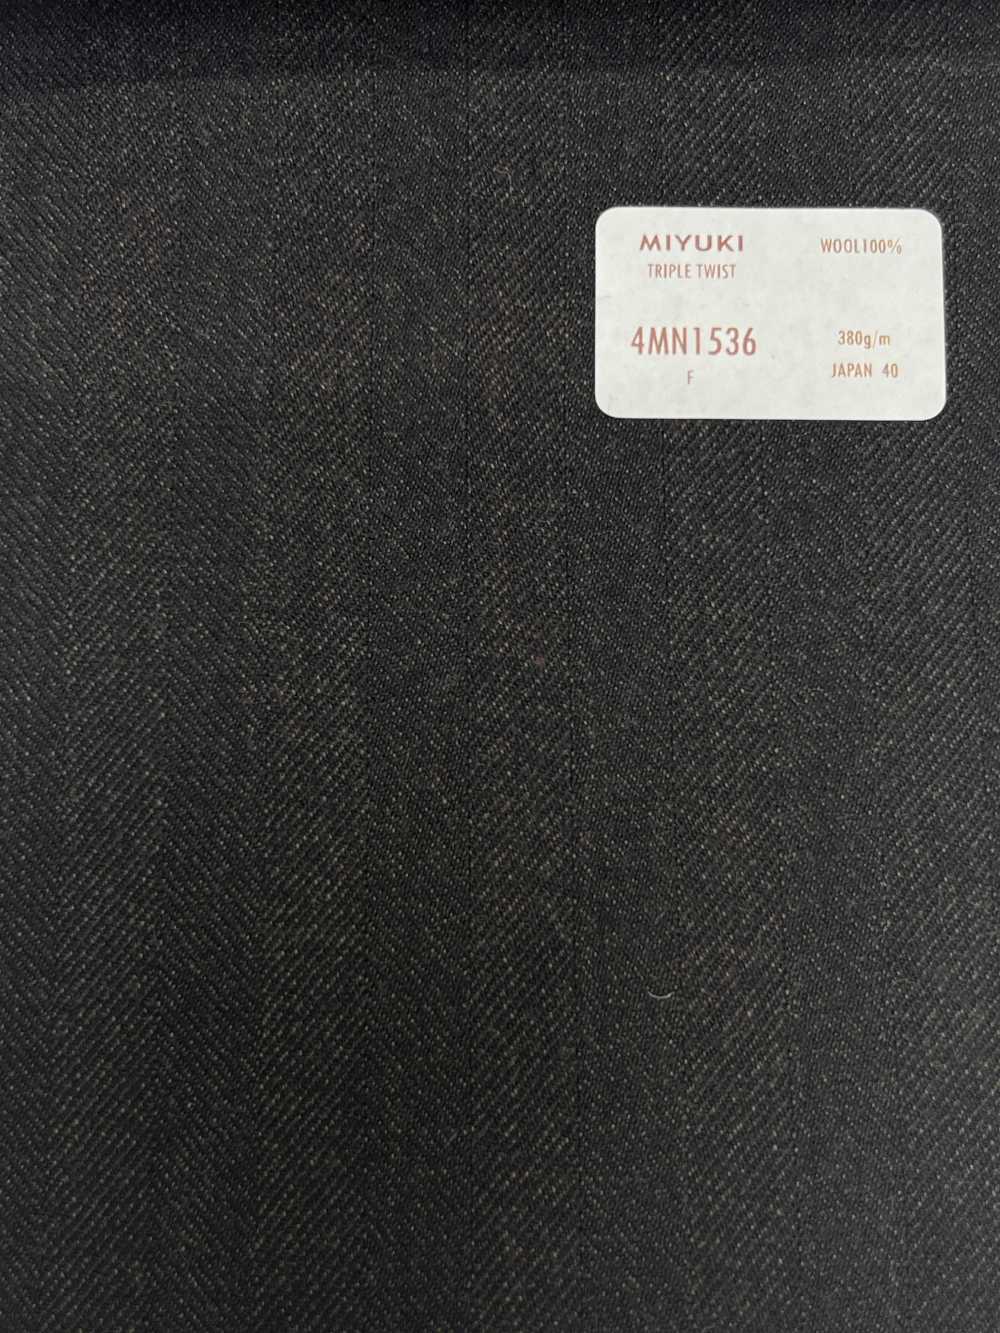 MIYUKI
TRIPLE TWIST
WOOL100%
4MN1536
F
380g/m
JAPAN 40